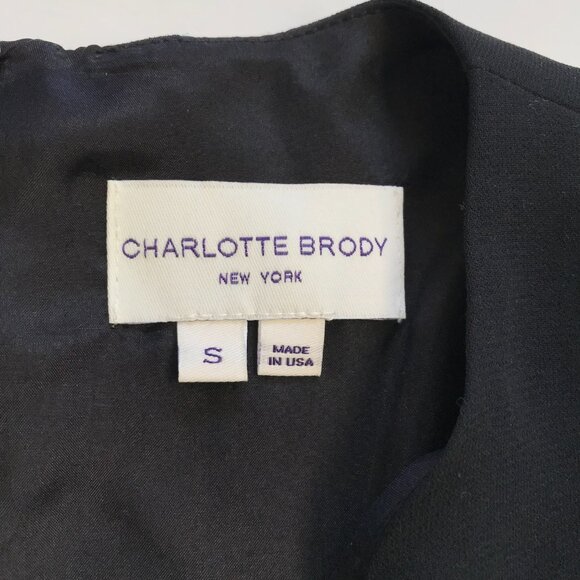 CHARLOTTE BRODY
NEW YORK
S
MADE
IN USA